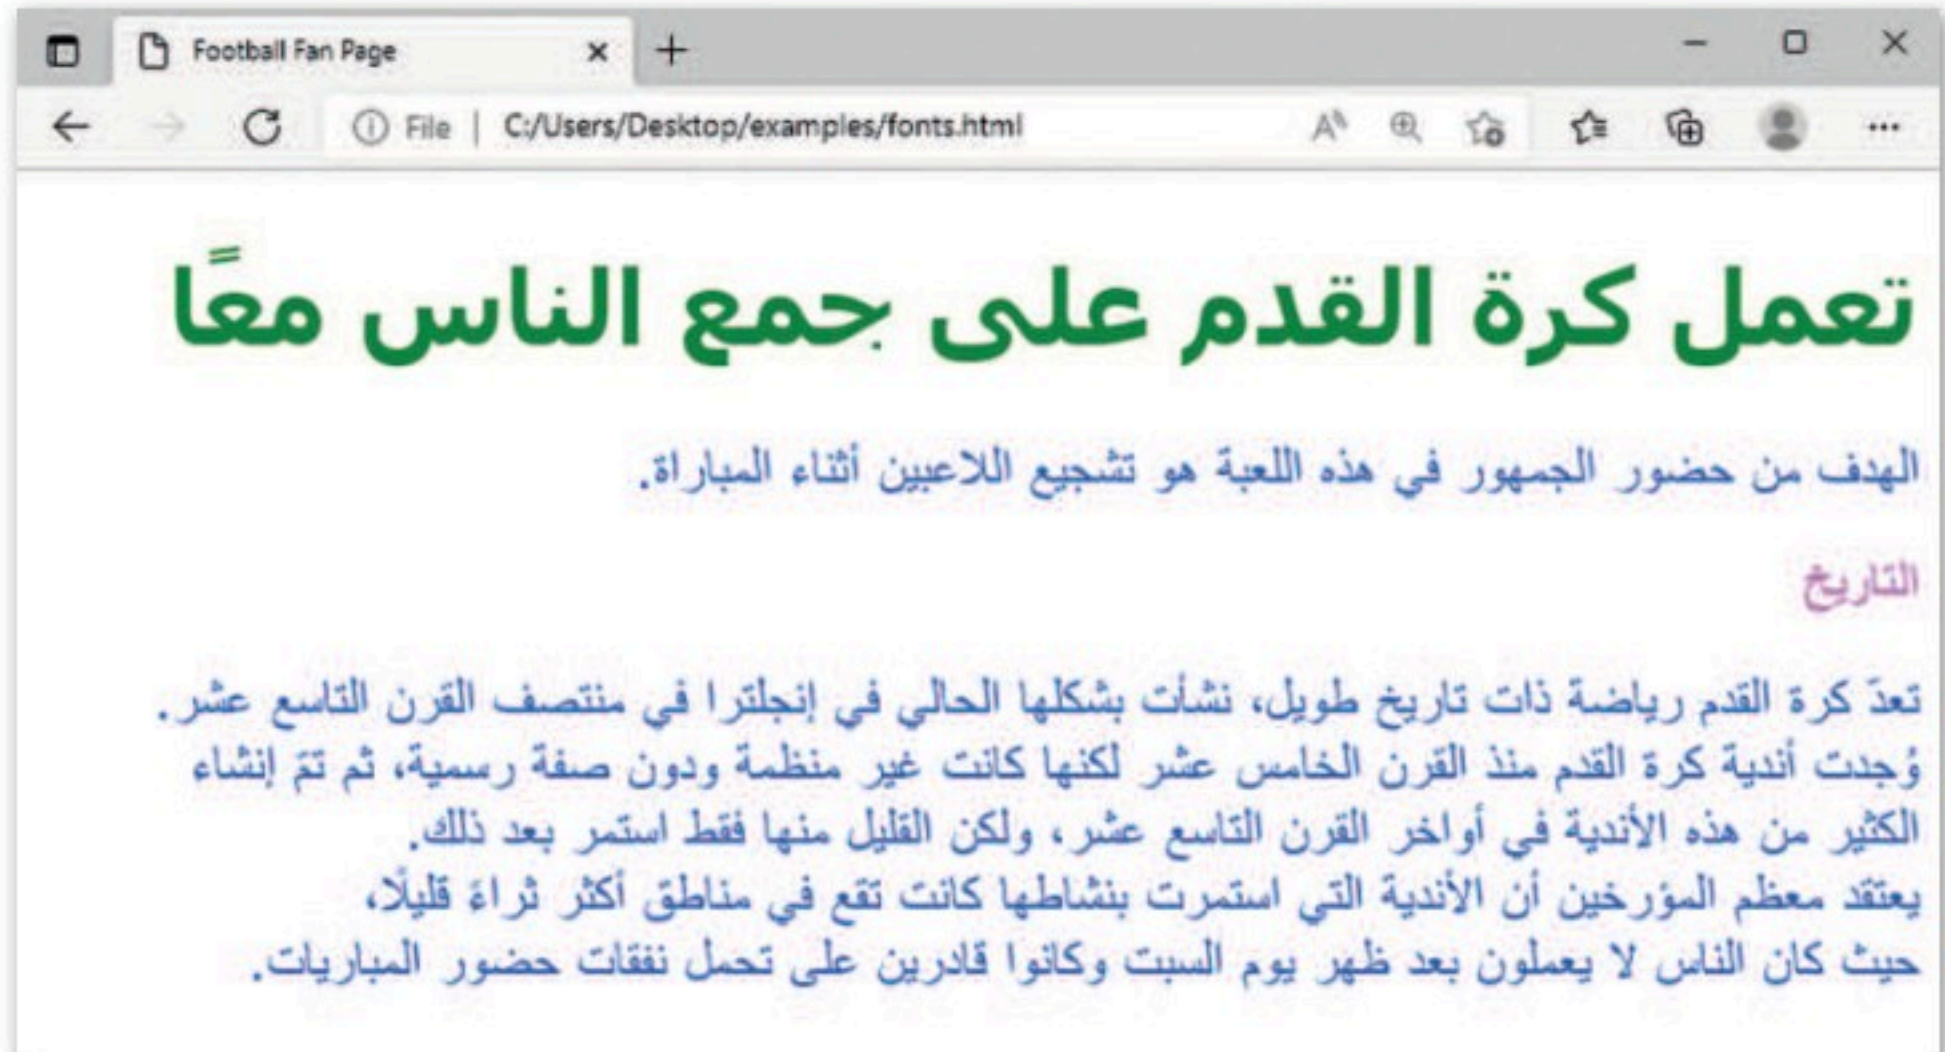 Football Fan Page
File | C:/Users/Desktop/examples/fonts.html
تعمل كرة القدم على جمع الناس معًا
الهدف من حضور الجمهور في هذه اللعبة هو تشجيع اللاعبين أثناء المباراة.
التاريخ
تعدّ كرة القدم رياضة ذات تاريخ طويل، نشأت بشكلها الحالي في إنجلترا في منتصف القرن التاسع عشر.
وُجدت أندية كرة القدم منذ القرن الخامس عشر لكنها كانت غير منظمة ودون صفة رسمية، ثم تمّ إنشاء
الكثير من هذه الأندية في أواخر القرن التاسع عشر، ولكن القليل منها فقط استمر بعد ذلك.
يعتقد معظم المؤرخين أن الأندية التي استمرت بنشاطها كانت تقع في مناطق أكثر ثراءً قليلًا،
حيث كان الناس لا يعملون بعد ظهر يوم السبت وكانوا قادرين على تحمل نفقات حضور المباريات.